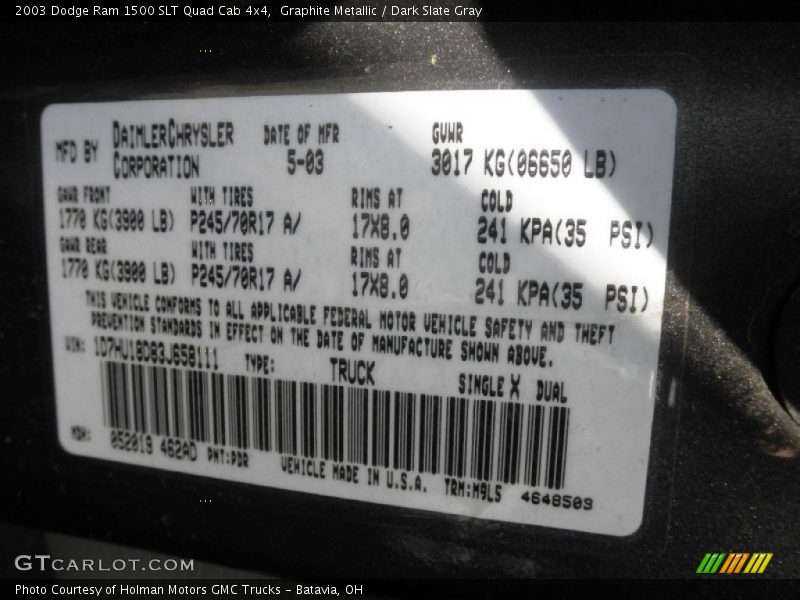 2003 Dodge Ram 1500 SLT Quad Cab 4x4, Graphite Metallic / Dark Slate Gray
MFD BY DAIMLERCHRYSLER CORPORATION DATE OF MFR 5-03 GVWR 3017 KG(06650 LB)
GAWR FRONT WITH TIRES RIMS AT COLD
1770 KG(3900 LB) P245/70R17 A/ 17X8.0 241 KPA(35 PSI)
GAWR REAR WITH TIRES RIMS AT COLD
1770 KG(3900 LB) P245/70R17 A/ 17X8.0 241 KPA(35 PSI)
THIS VEHICLE CONFORMS TO ALL APPLICABLE FEDERAL MOTOR VEHICLE SAFETY AND THEFT
PREVENTION STANDARDS IN EFFECT ON THE DATE OF MANUFACTURE SHOWN ABOVE.
VIN: 1D7HU18D83J658111 TYPE: TRUCK SINGLE X DUAL
MDH: 052019 462AD PNT:PDR VEHICLE MADE IN U.S.A. TRM:M9L5 4648509
GTCARLOT.COM
Photo Courtesy of Holman Motors GMC Trucks – Batavia, OH